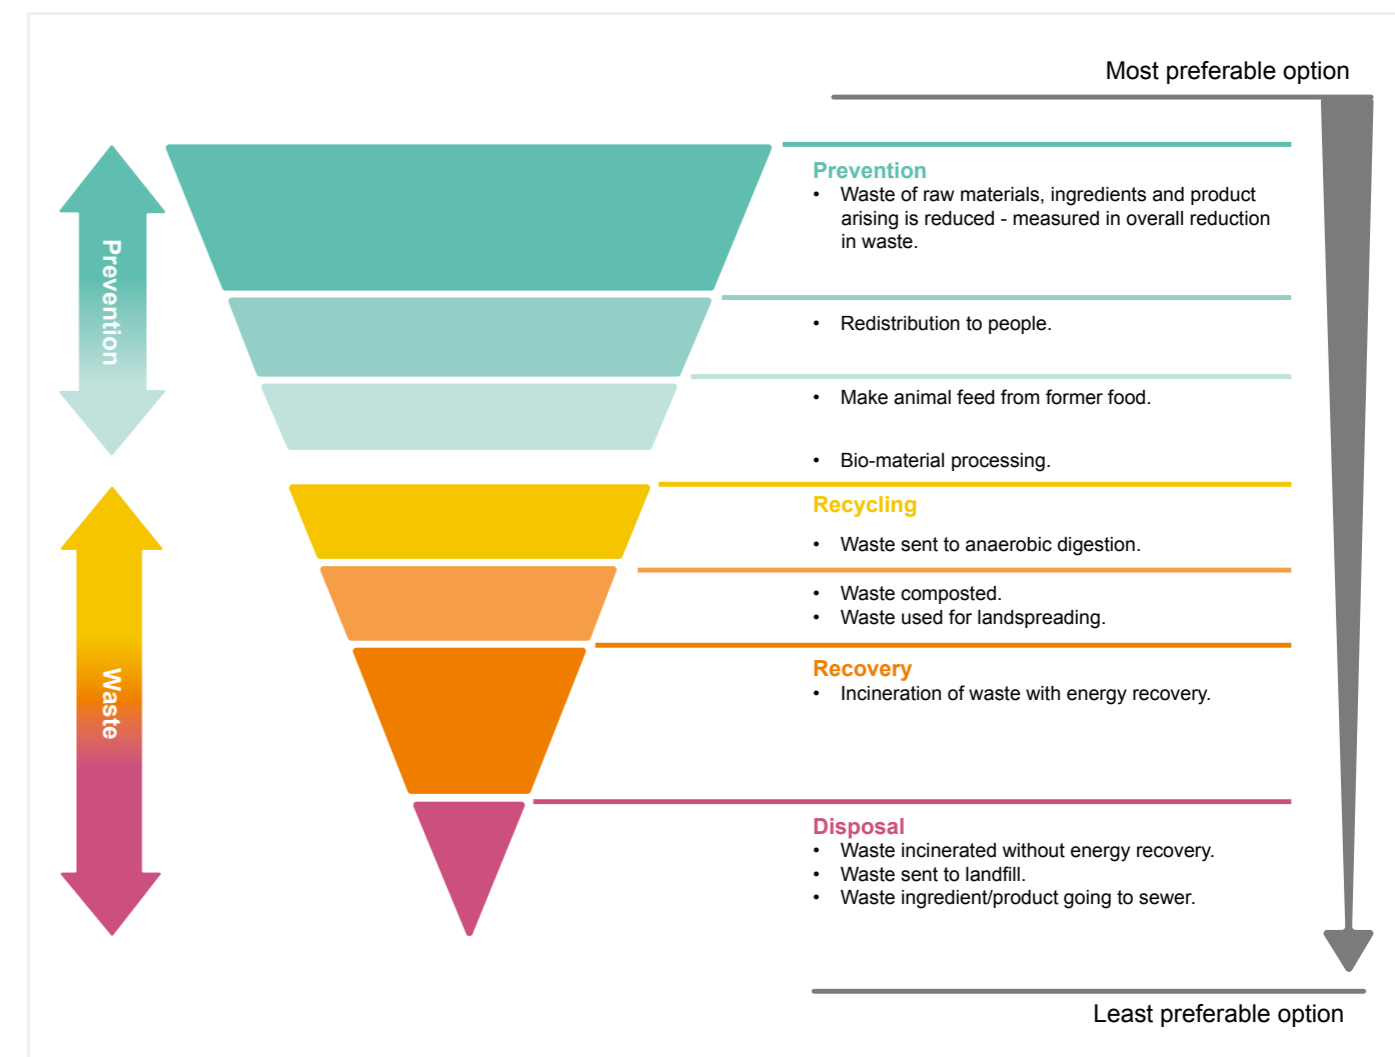 Most preferable option
Prevention
Prevention
• Waste of raw materials, ingredients and product
arising is reduced - measured in overall reduction
in waste.
• Redistribution to people.
• Make animal feed from former food.
• Bio-material processing.
Waste
Recycling
• Waste sent to anaerobic digestion.
• Waste composted.
• Waste used for landspreading.
Recovery
• Incineration of waste with energy recovery.
Disposal
• Waste incinerated without energy recovery.
• Waste sent to landfill.
• Waste ingredient/product going to sewer.
Least preferable option